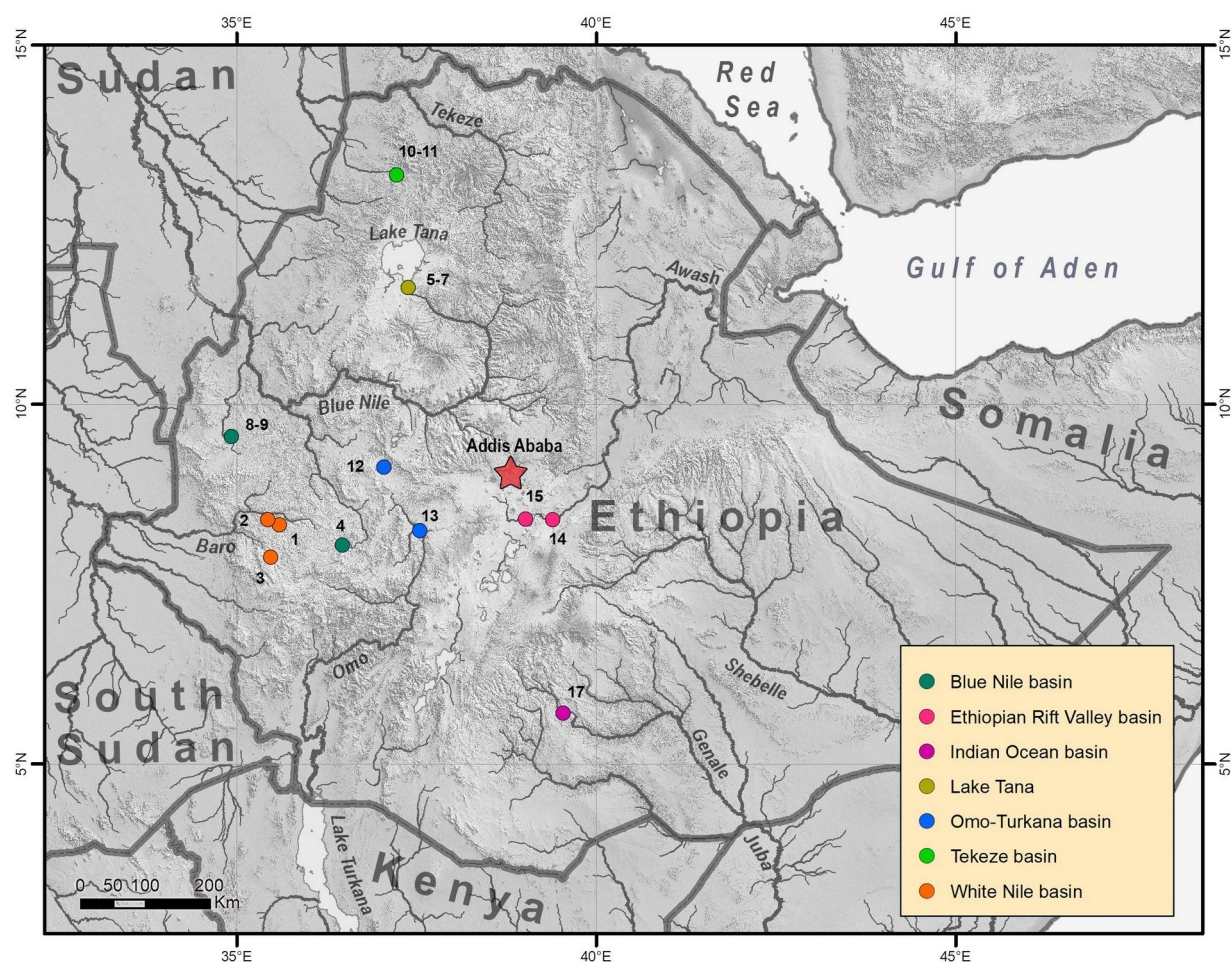 35°E
40°E
45°E
15°N
15°N
Sudan
Red
Sea
Tekeze
10-11
Lake Tana
5-7
Awash
Gulf of Aden
10°N
10°N
Blue Nile
Somalia
8-9
Addis Ababa
12
15
Ethiopia
2
1
4
13
14
Baro
3
Omo
17
Shebelle
South
Sudan
Genale
5°N
5°N
Blue Nile basin
Ethiopian Rift Valley basin
Indian Ocean basin
Lake Tana
Omo-Turkana basin
Tekeze basin
White Nile basin
Lake Turkana
Kenya
Juba
0 50 100 200
Km
35°E
40°E
45°E